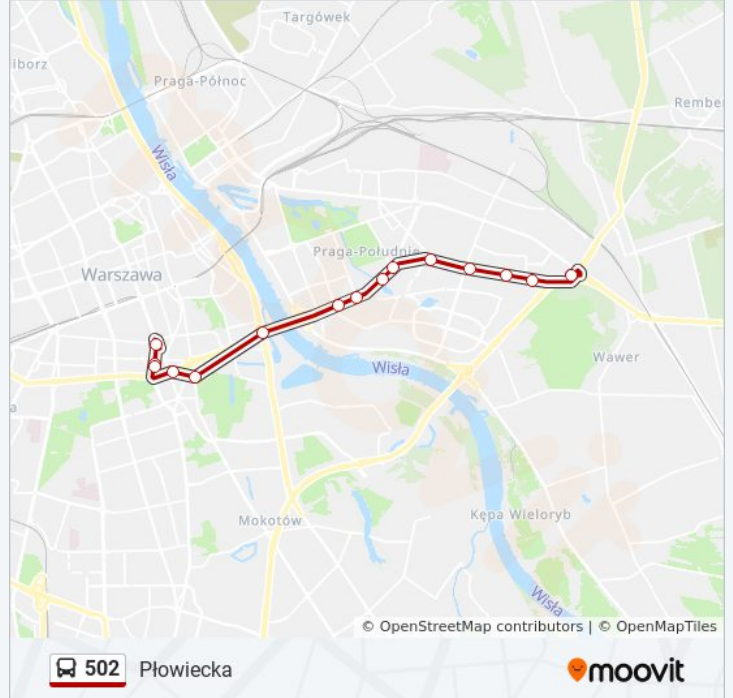 Targówek
iborz
Praga-Północ
Rember
Wisła
Praga-Południe
Warszawa
Wawer
Wisła
a
Kępa Wieloryb
Mokotów
Wisła
© OpenStreetMap contributors | © OpenMapTiles
502 Płowiecka
moovit